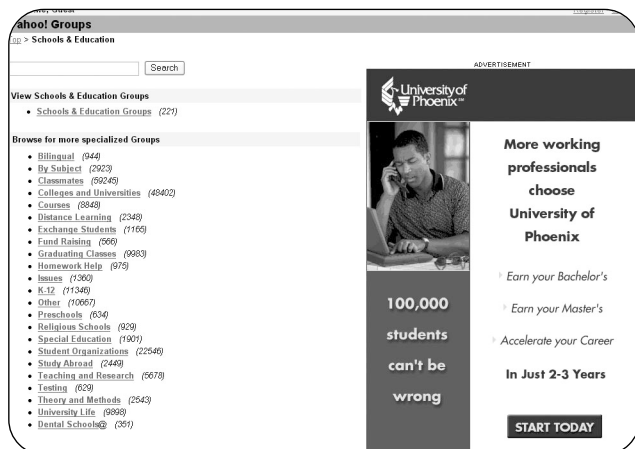 ahoo! Groups
Top > Schools & Education
Search
View Schools & Education Groups
Schools & Education Groups (221)
Browse for more specialized Groups
Bilingual (944)
By Subject (2923)
Classmates (59245)
Colleges and Universities (48402)
Courses (8848)
Distance Learning (2348)
Exchange Students (1165)
Fund Raising (566)
Graduating Classes (9983)
Homework Help (975)
Issues (1360)
K-12 (11346)
Other (10667)
Preschools (634)
Religious Schools (929)
Special Education (1901)
Student Organizations (22546)
Study Abroad (2449)
Teaching and Research (5678)
Testing (629)
Theory and Methods (2543)
University Life (9898)
Dental Schools@ (351)
ADVERTISEMENT
University of
Phoenix℠
More working
professionals
choose
University of
Phoenix
Earn your Bachelor's
Earn your Master's
Accelerate your Career
In Just 2-3 Years
START TODAY
100,000
students
can't be
wrong